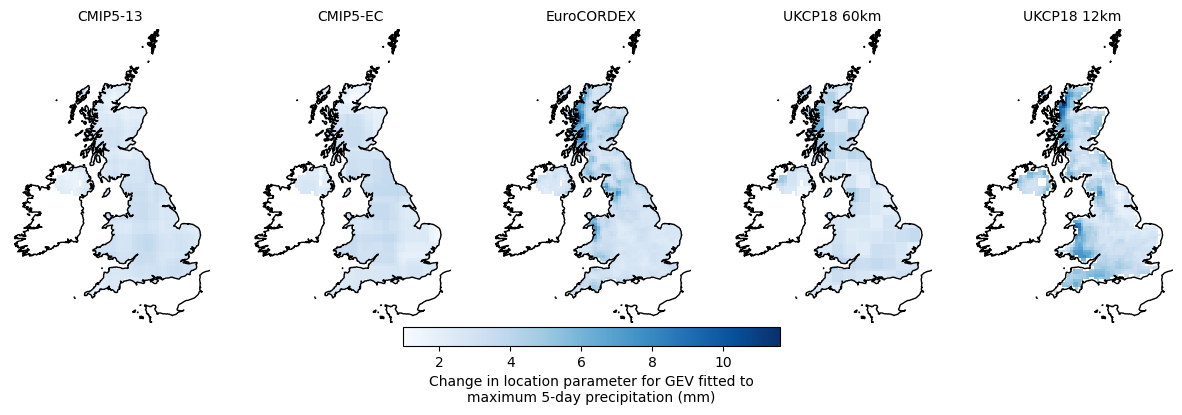 CMIP5-13
CMIP5-EC
EuroCORDEX
UKCP18 60km
UKCP18 12km
2 4 6 8 10
Change in location parameter for GEV fitted to
maximum 5-day precipitation (mm)